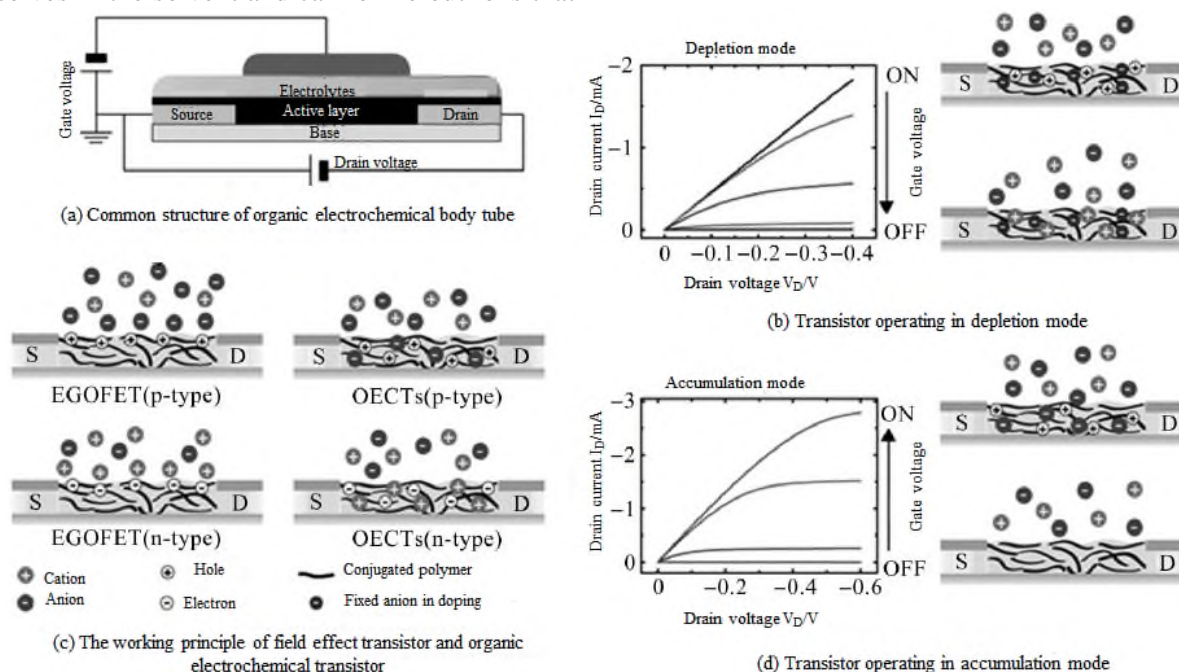 Gate voltage
Electrolytes
Source
Active layer
Drain
Base
Drain voltage
(a) Common structure of organic electrochemical body tube
Depletion mode
Drain current I_D/mA
−2
−1
0
0 −0.1 −0.2 −0.3 −0.4
Drain voltage V_D/V
ON
Gate voltage
OFF
S D
S D
(b) Transistor operating in depletion mode
S D
EGOFET(p-type)
OECTs(p-type)
S D
EGOFET(n-type)
OECTs(n-type)
Cation
Hole
Conjugated polymer
Anion
Electron
Fixed anion in doping
(c) The working principle of field effect transistor and organic
electrochemical transistor
Accumulation mode
Drain current I_D/mA
−3
−2
−1
0
0 −0.2 −0.4 −0.6
Drain voltage V_D/V
ON
Gate voltage
OFF
S D
S D
(d) Transistor operating in accumulation mode